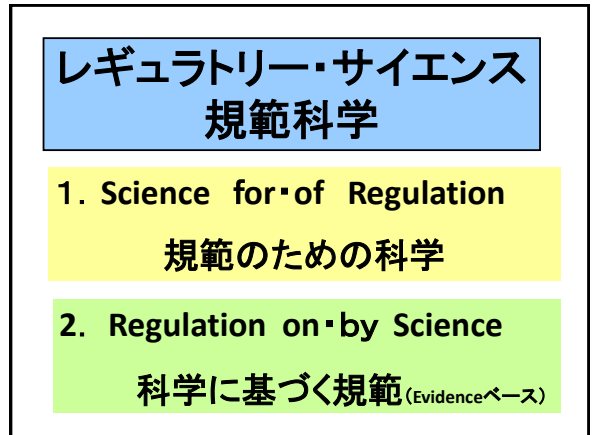 レギュラトリー・サイエンス
規範科学
１．Science for・of Regulation
規範のための科学
2. Regulation on・by Science
科学に基づく規範（Evidenceベース）